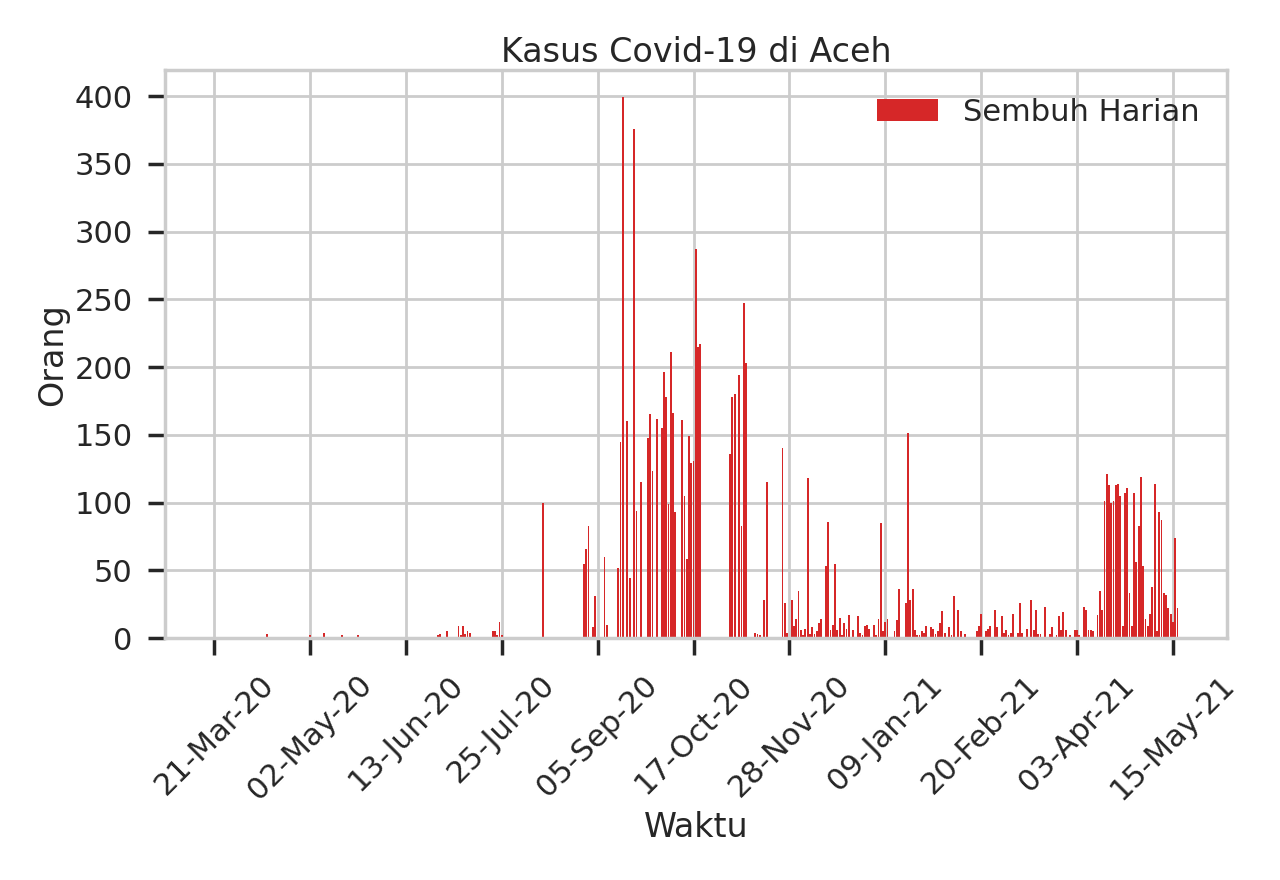 Kasus Covid-19 di Aceh
Sembuh Harian
Orang
400
350
300
250
200
150
100
50
0
21-Mar-20
02-May-20
13-Jun-20
25-Jul-20
05-Sep-20
17-Oct-20
28-Nov-20
09-Jan-21
20-Feb-21
03-Apr-21
15-May-21
Waktu